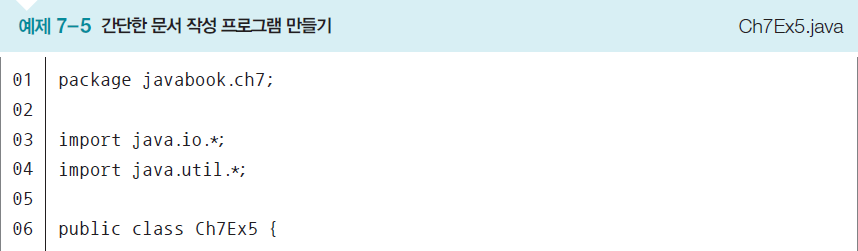 예제 7-5 간단한 문서 작성 프로그램 만들기 Ch7Ex5.java
01 package javabook.ch7;
02
03 import java.io.*;
04 import java.util.*;
05
06 public class Ch7Ex5 {